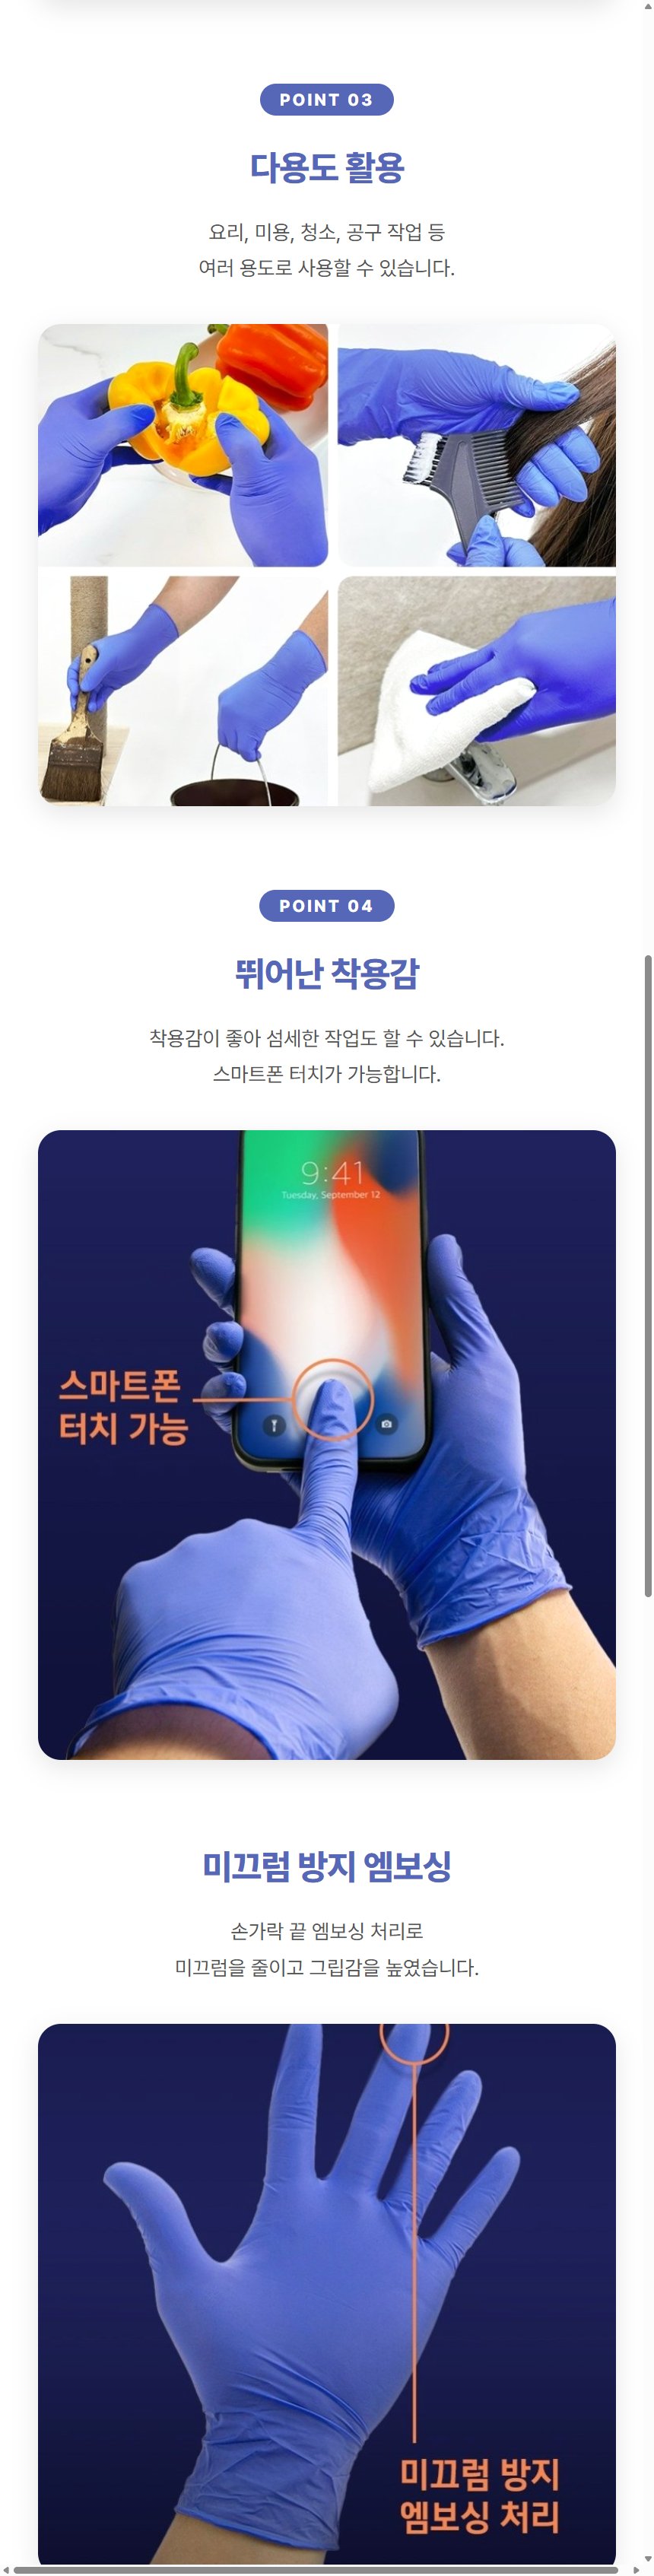 POINT 03
다용도 활용
요리, 미용, 청소, 공구 작업 등
여러 용도로 사용할 수 있습니다.
POINT 04
뛰어난 착용감
착용감이 좋아 섬세한 작업도 할 수 있습니다.
스마트폰 터치가 가능합니다.
9:41
Tuesday, September 12
스마트폰
터치 가능
미끄럼 방지 엠보싱
손가락 끝 엠보싱 처리로
미끄럼을 줄이고 그립감을 높였습니다.
미끄럼 방지
엠보싱 처리